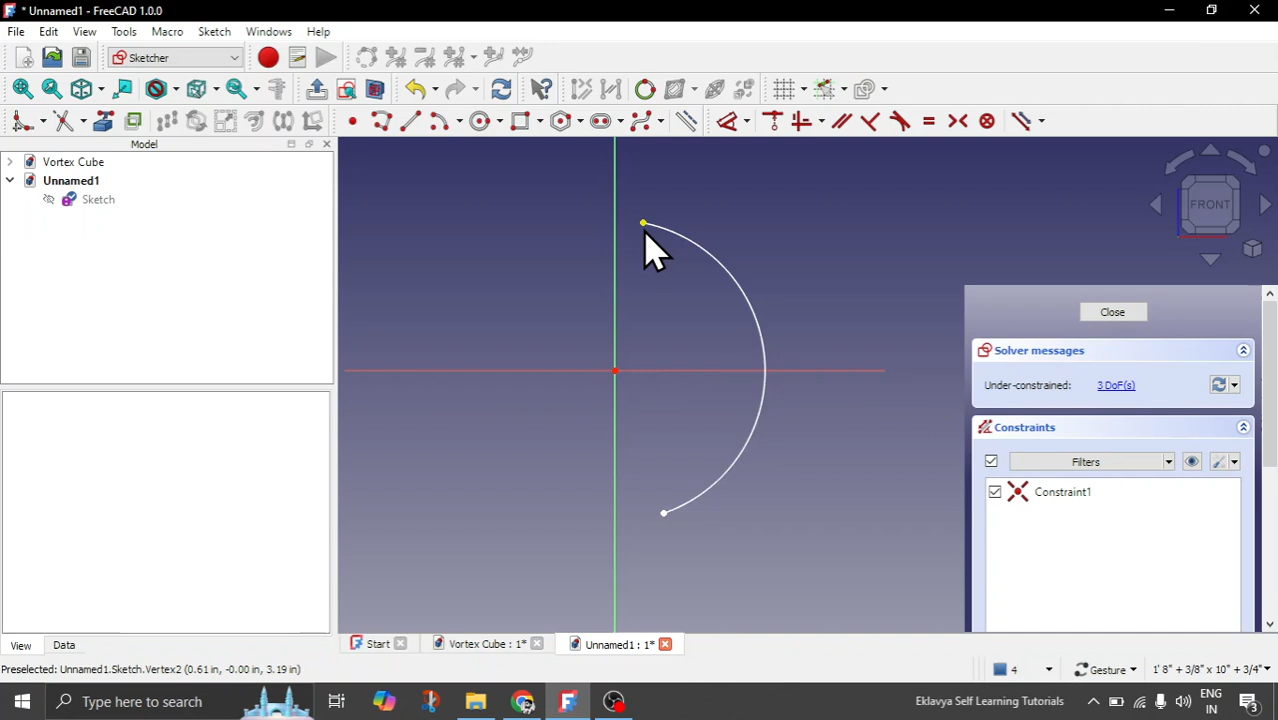 * Unnamed1 - FreeCAD 1.0.0
File Edit View Tools Macro Sketch Windows Help
Sketcher
Model
Vortex Cube
Unnamed1
Sketch
FRONT
Close
Solver messages
Under-constrained: 3 DoF(s)
Constraints
Filters
Constraint1
View Data
Start Vortex Cube : 1* Unnamed1 : 1*
Preselected: Unnamed1.Sketch.Vertex2 (0.61 in, -0.00 in, 3.19 in)
4 Gesture 1' 8" + 3/8" x 10" + 3/4"
Type here to search
Eklavya Self Learning Tutorials
ENG
IN
3